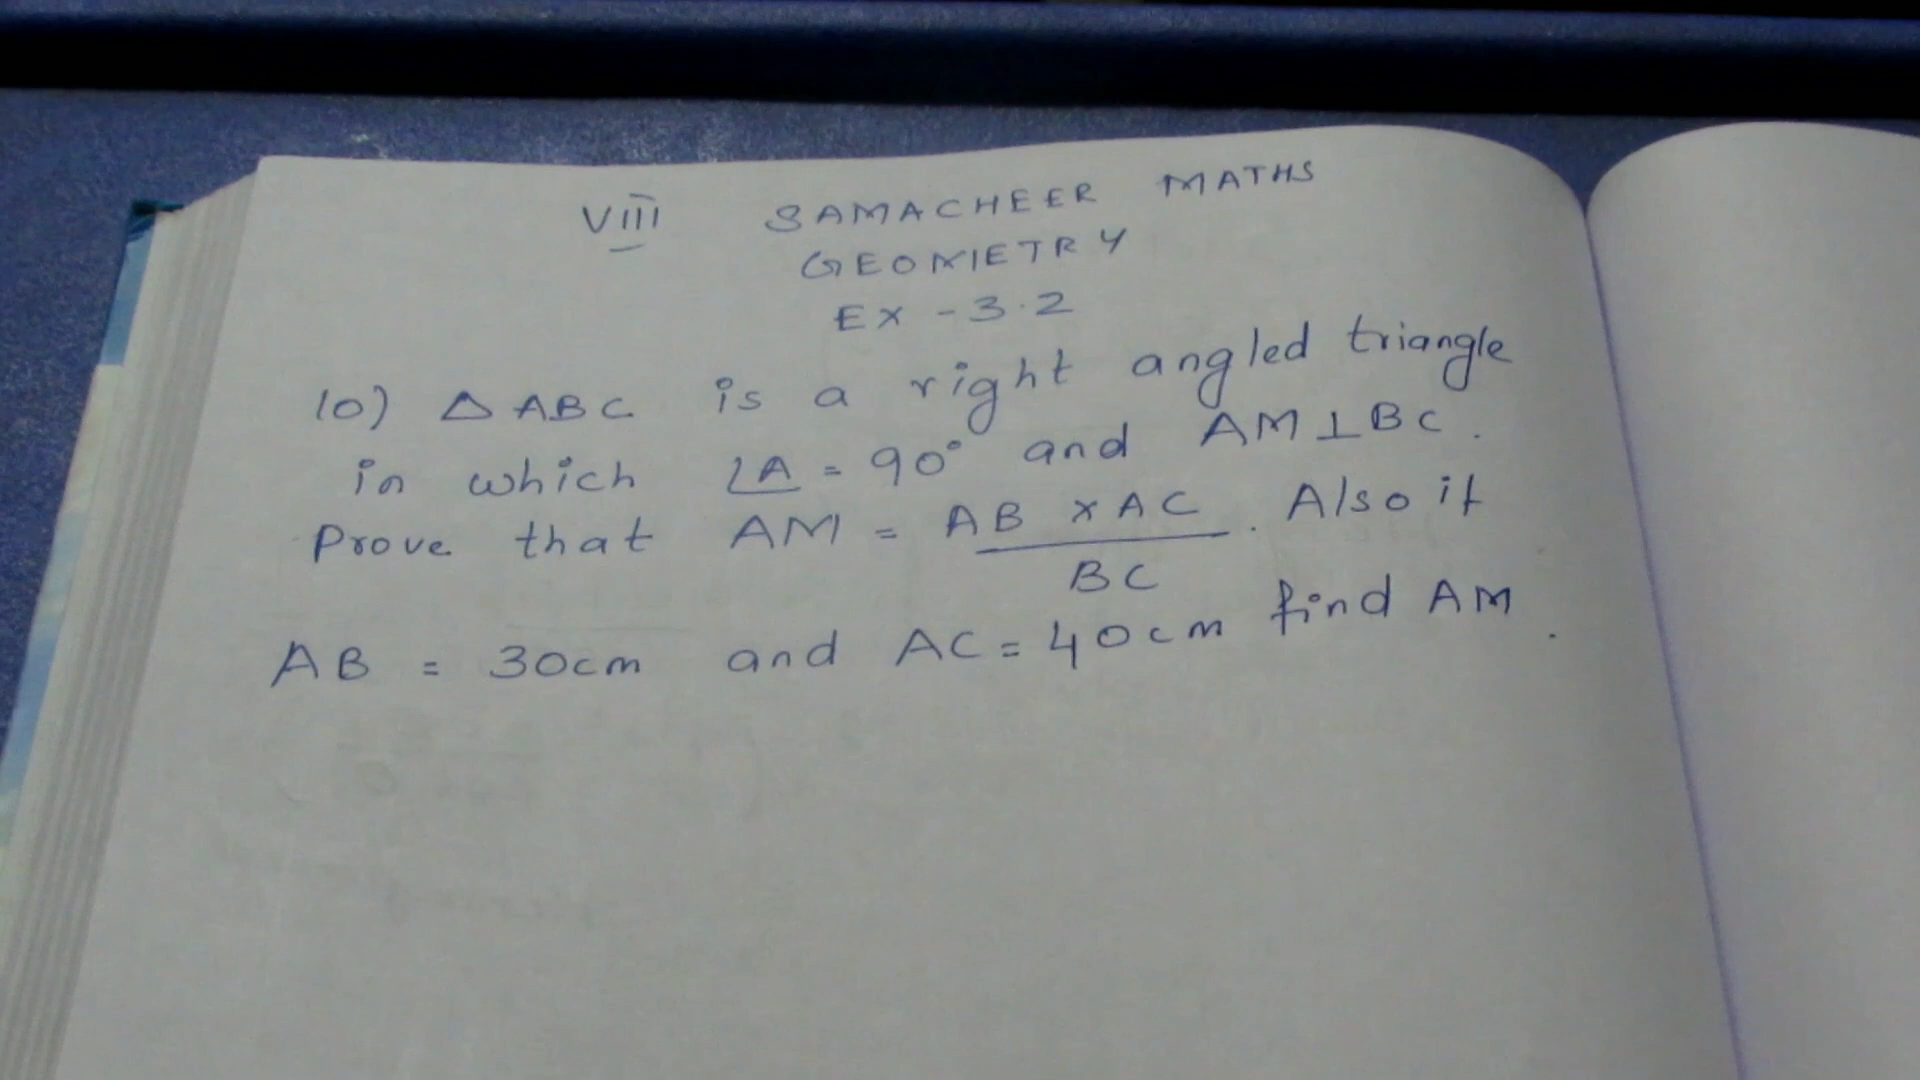 VIII SAMACHEER MATHS
GEOMETRY
EX - 3.2
10) △ ABC is a right angled triangle
in which ∠A = 90° and AM ⊥ BC.
Prove that AM = AB × AC / BC. Also if
AB = 30cm and AC = 40cm find AM.